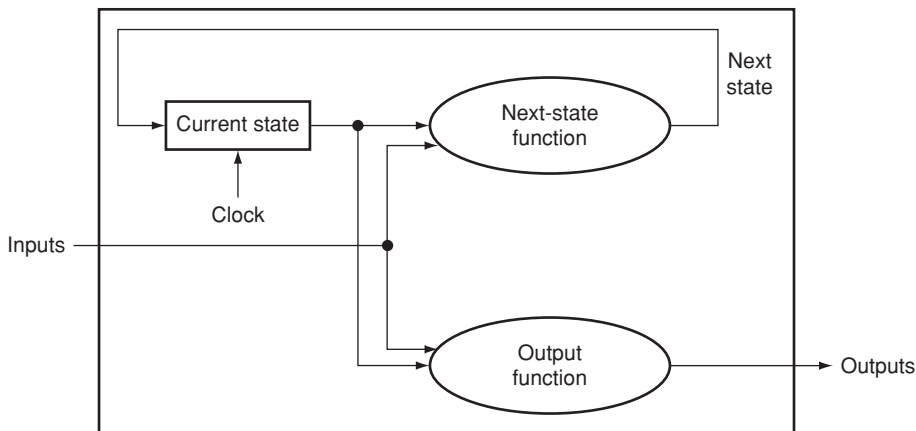 Next
state
Current state
Next-state
function
Clock
Inputs
Output
function
Outputs